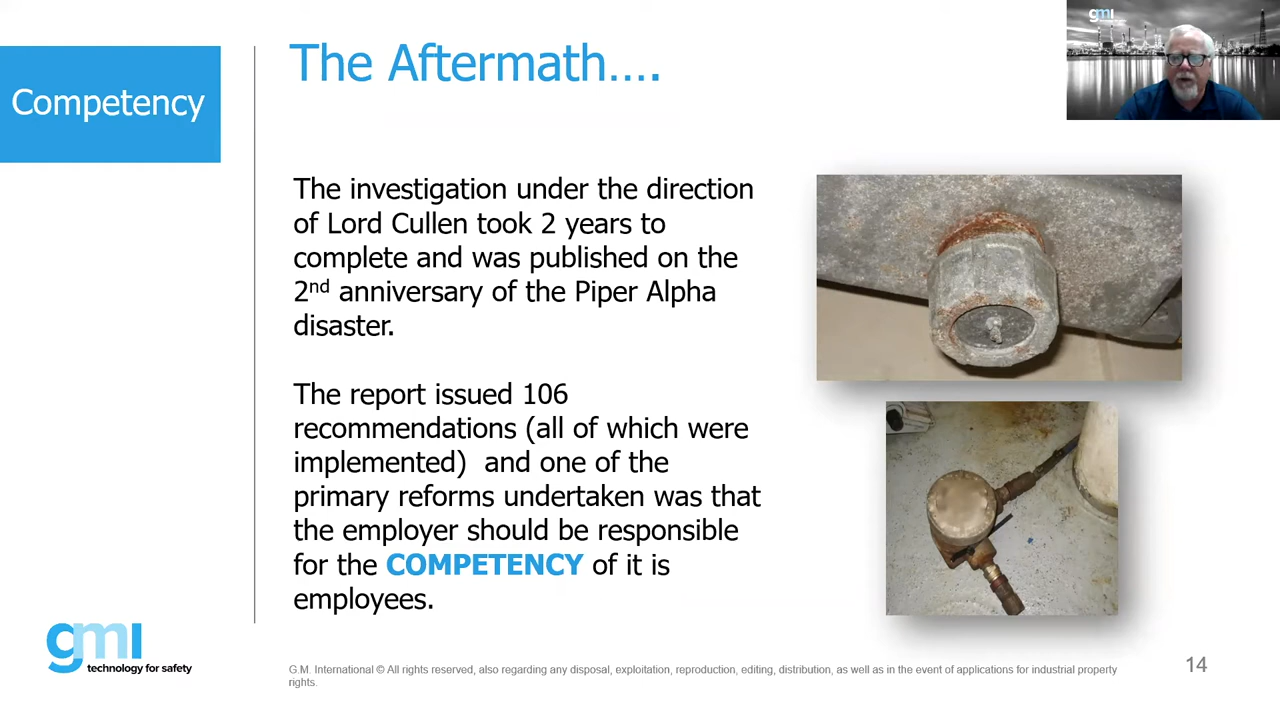 Competency
The Aftermath….
gmi
The investigation under the direction
of Lord Cullen took 2 years to
complete and was published on the
2nd anniversary of the Piper Alpha
disaster.
The report issued 106
recommendations (all of which were
implemented)  and one of the
primary reforms undertaken was that
the employer should be responsible
for the COMPETENCY of it is
employees.
gmi
technology for safety
G.M. International © All rights reserved, also regarding any disposal, exploitation, reproduction, editing, distribution, as well as in the event of applications for industrial property
rights.
14